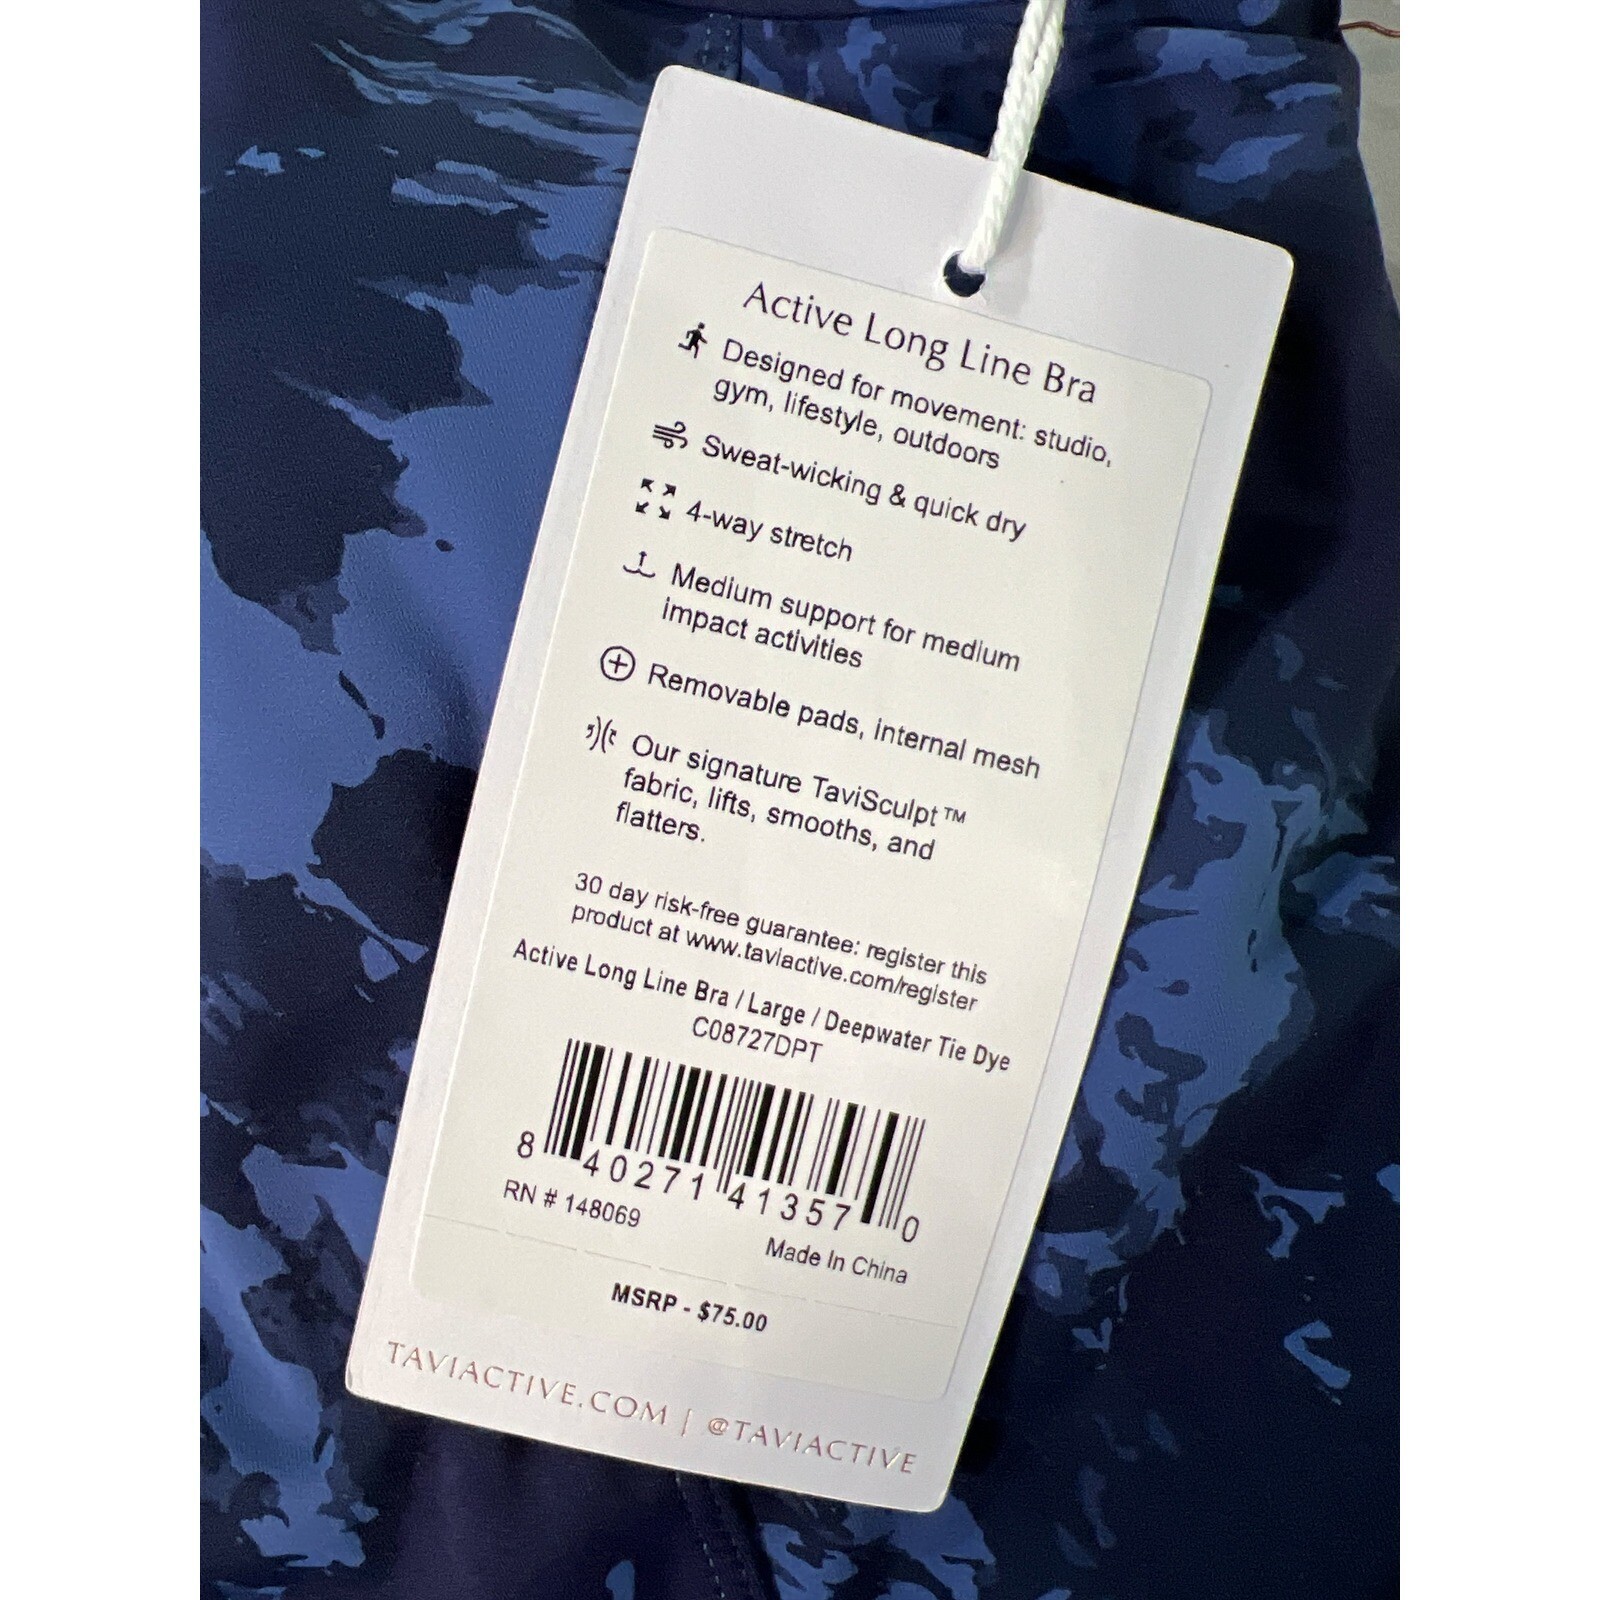 Active Long Line Bra
Designed for movement: studio,
gym, lifestyle, outdoors
Sweat-wicking & quick dry
4-way stretch
Medium support for medium
impact activities
Removable pads, internal mesh
Our signature TaviSculpt™
fabric, lifts, smooths, and
flatters.
30 day risk-free guarantee: register this
product at www.taviactive.com/register
Active Long Line Bra / Large / Deepwater Tie Dye
C08727DPT
8 40271 41357 0
RN # 148069
Made In China
MSRP - $75.00
TAVIACTIVE.COM | @TAVIACTIVE